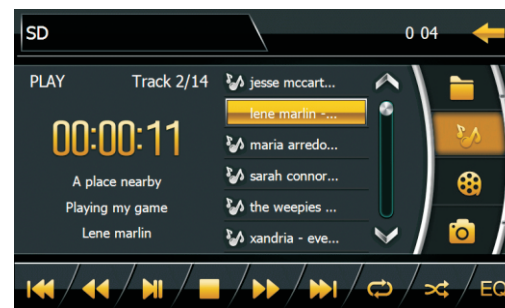 SD
0 04
PLAY Track 2/14
00:00:11
A place nearby
Playing my game
Lene marlin
jesse mccart...
lene marlin -...
maria arredo...
sarah connor...
the weepies ...
xandria - eve...
EQ